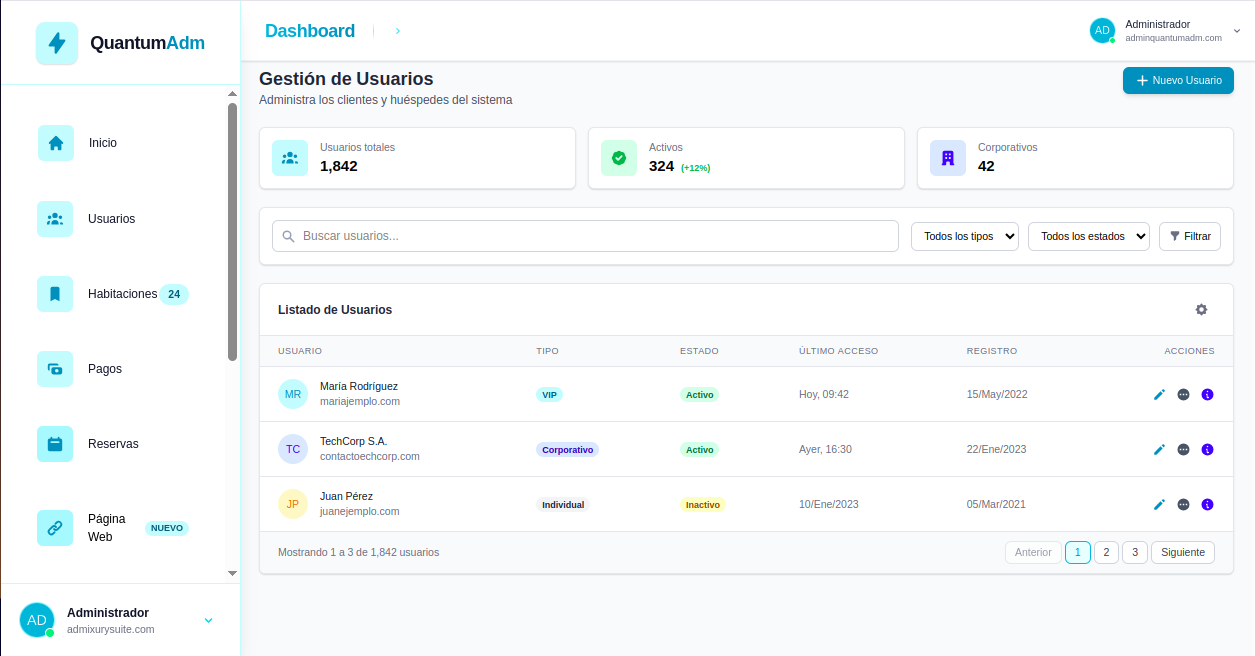 QuantumAdm
Inicio
Usuarios
Habitaciones 24
Pagos
Reservas
Página
Web
NUEVO
AD
Administrador
admixurysuite.com
Dashboard
AD
Administrador
adminquantumadm.com
Gestión de Usuarios
Administra los clientes y huéspedes del sistema
Nuevo Usuario
Usuarios totales
1,842
Activos
324 (+12%)
Corporativos
42
Buscar usuarios...
Todos los tipos
Todos los estados
Filtrar
Listado de Usuarios
USUARIO TIPO ESTADO ÚLTIMO ACCESO REGISTRO ACCIONES
MR
María Rodríguez
mariajemplo.com
VIP
Activo
Hoy, 09:42
15/May/2022
TC
TechCorp S.A.
contactoechcorp.com
Corporativo
Activo
Ayer, 16:30
22/Ene/2023
JP
Juan Pérez
juanejemplo.com
Individual
Inactivo
10/Ene/2023
05/Mar/2021
Mostrando 1 a 3 de 1,842 usuarios
Anterior 1 2 3 Siguiente